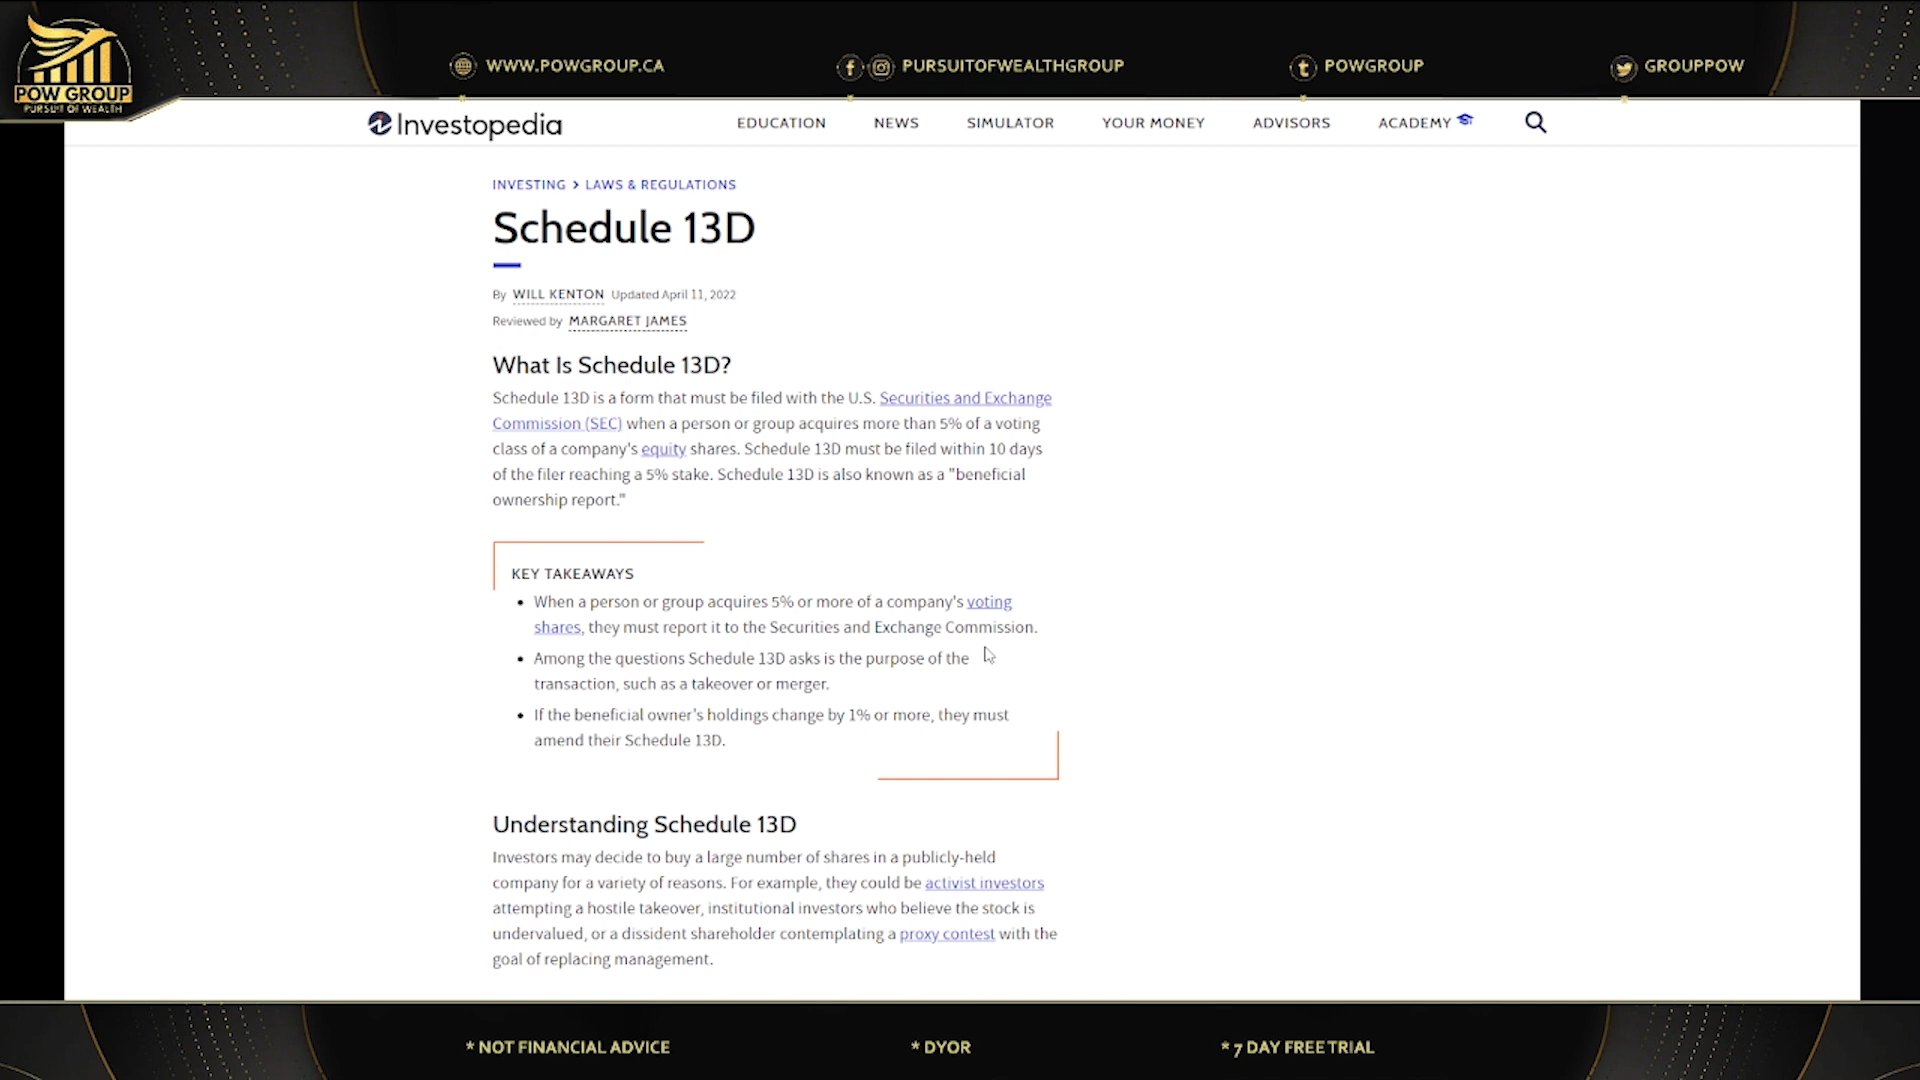 POW GROUP
PURSUIT OF WEALTH
WWW.POWGROUP.CA
PURSUITOFWEALTHGROUP
POWGROUP
GROUPPOW
Investopedia
EDUCATION NEWS SIMULATOR YOUR MONEY ADVISORS ACADEMY
INVESTING > LAWS & REGULATIONS
Schedule 13D
By WILL KENTON Updated April 11, 2022
Reviewed by MARGARET JAMES
What Is Schedule 13D?
Schedule 13D is a form that must be filed with the U.S. Securities and Exchange
Commission (SEC) when a person or group acquires more than 5% of a voting
class of a company's equity shares. Schedule 13D must be filed within 10 days
of the filer reaching a 5% stake. Schedule 13D is also known as a "beneficial
ownership report."
KEY TAKEAWAYS
• When a person or group acquires 5% or more of a company's voting
shares, they must report it to the Securities and Exchange Commission.
• Among the questions Schedule 13D asks is the purpose of the
transaction, such as a takeover or merger.
• If the beneficial owner's holdings change by 1% or more, they must
amend their Schedule 13D.
Understanding Schedule 13D
Investors may decide to buy a large number of shares in a publicly-held
company for a variety of reasons. For example, they could be activist investors
attempting a hostile takeover, institutional investors who believe the stock is
undervalued, or a dissident shareholder contemplating a proxy contest with the
goal of replacing management.
* NOT FINANCIAL ADVICE
* DYOR
* 7 DAY FREE TRIAL